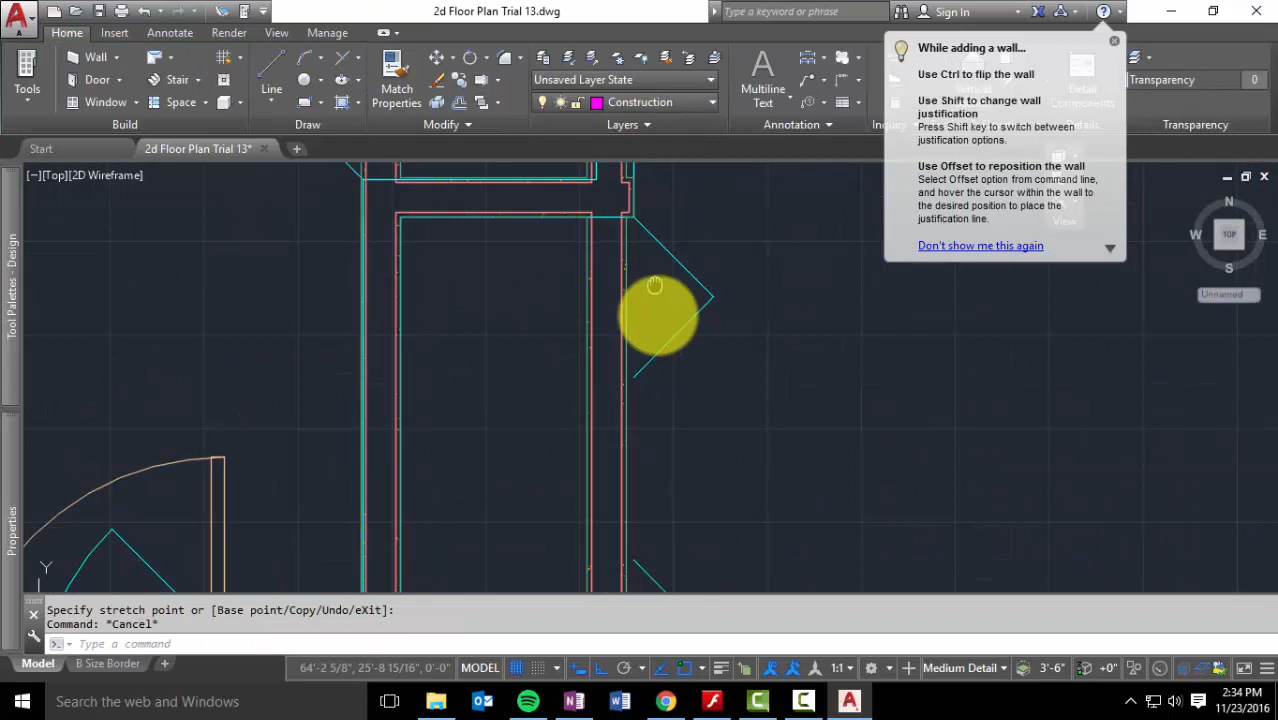 2d Floor Plan Trial 13.dwg
Type a keyword or phrase
Sign In
Home Insert Annotate Render View Manage
Tools
Wall
Door
Window
Stair
Space
Build
Line
Draw
Match
Properties
Modify
Unsaved Layer State
Construction
Layers
Multiline
Text
Annotation
Vertical
Detail
Components
Details
Transparency 0
Transparency
View
While adding a wall...
Use Ctrl to flip the wall
Use Shift to change wall
justification
Press Shift key to switch between
justification options.
Use Offset to reposition the wall
Select Offset option from command line,
and hover the cursor within the wall to
the desired position to place the
justification line.
Don't show me this again
Start
2d Floor Plan Trial 13*
[−][Top][2D Wireframe]
N
W TOP E
S
Unnamed
Tool Palettes - Design
Properties
Y
Specify stretch point or [Base point/Copy/Undo/eXit]:
Command: *Cancel*
Type a command
Model
B Size Border
64'-2 5/8", 25'-8 15/16", 0'-0"
MODEL
1:1
Medium Detail
3'-6"
+0"
Search the web and Windows
2:34 PM
11/23/2016